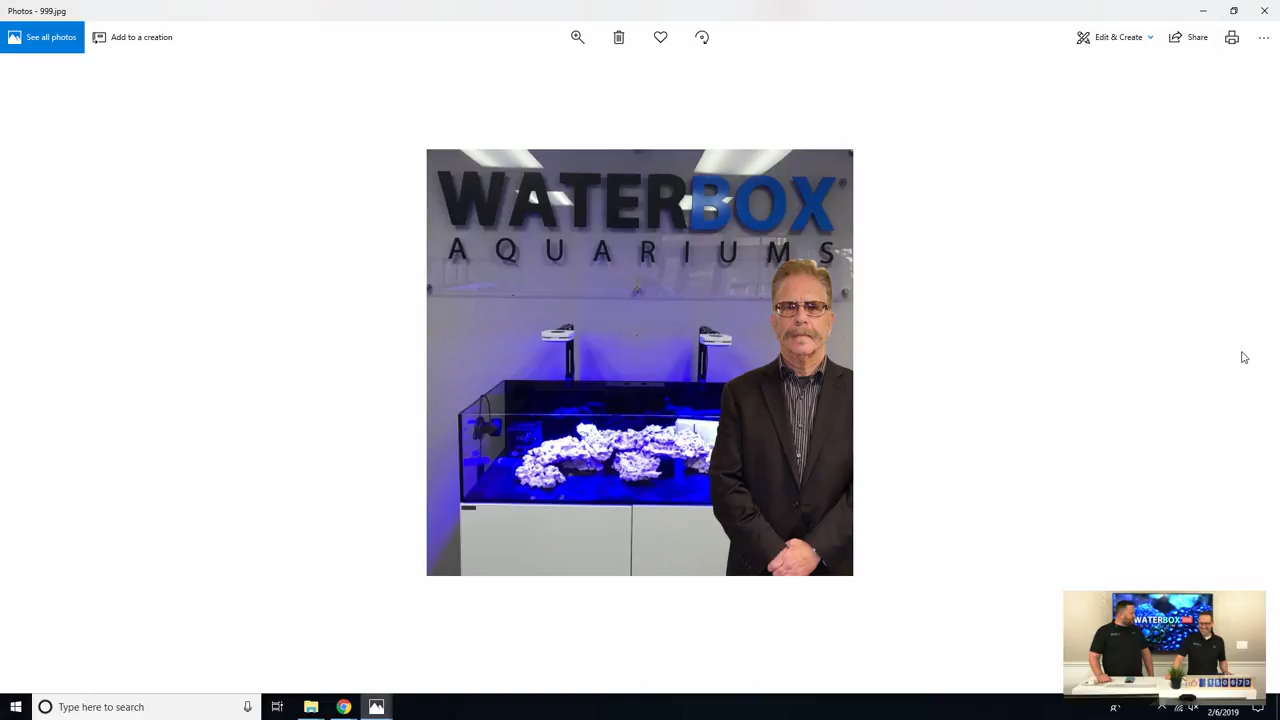 Photos - 999.jpg
See all photos
Add to a creation
Edit & Create
Share
WATERBOX®
AQUARIUMS
WATERBOX
Type here to search
2/6/2019